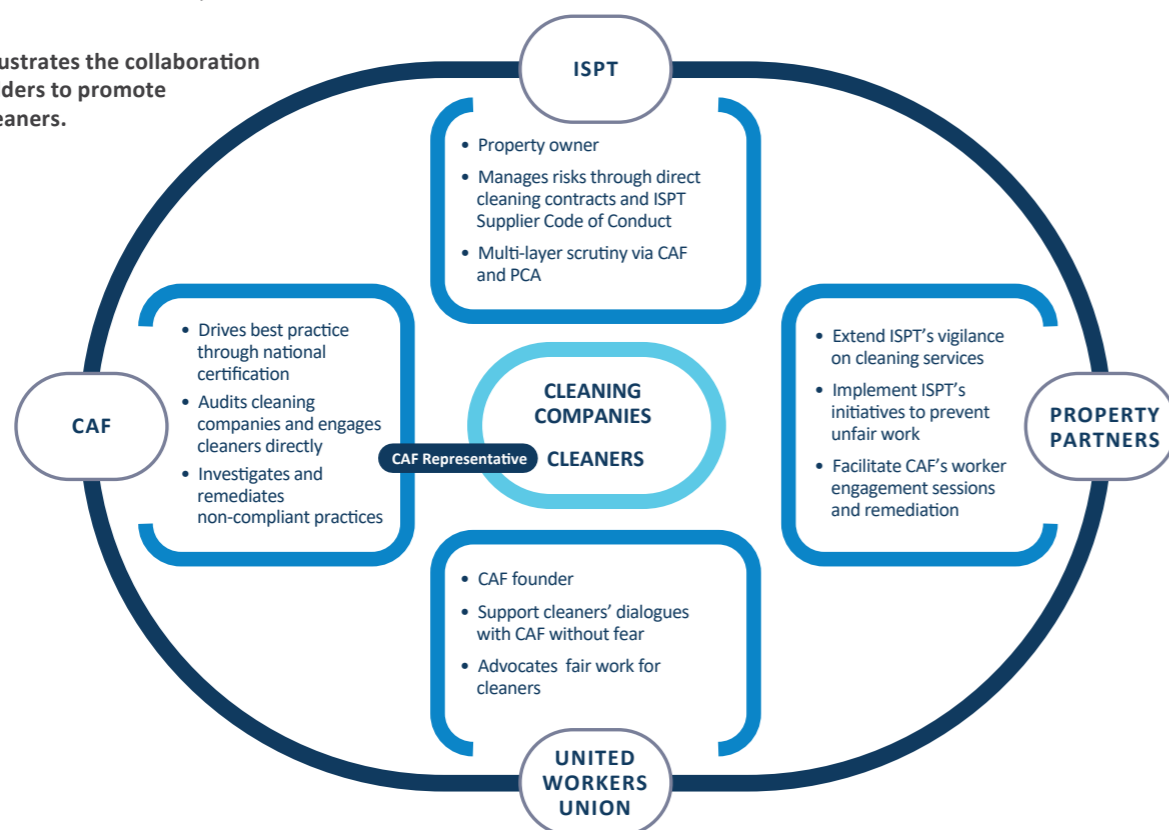 ustrates the collaboration
ders to promote
eaners.
ISPT
• Property owner
• Manages risks through direct
cleaning contracts and ISPT
Supplier Code of Conduct
• Multi-layer scrutiny via CAF
and PCA
CAF
• Drives best practice
through national
certification
• Audits cleaning
companies and engages
cleaners directly
• Investigates and
remediates
non-compliant practices
CLEANING
COMPANIES
CAF Representative
CLEANERS
• Extend ISPT’s vigilance
on cleaning services
• Implement ISPT’s
initiatives to prevent
unfair work
• Facilitate CAF’s worker
engagement sessions
and remediation
PROPERTY
PARTNERS
• CAF founder
• Support cleaners’ dialogues
with CAF without fear
• Advocates  fair work for
cleaners
UNITED
WORKERS
UNION